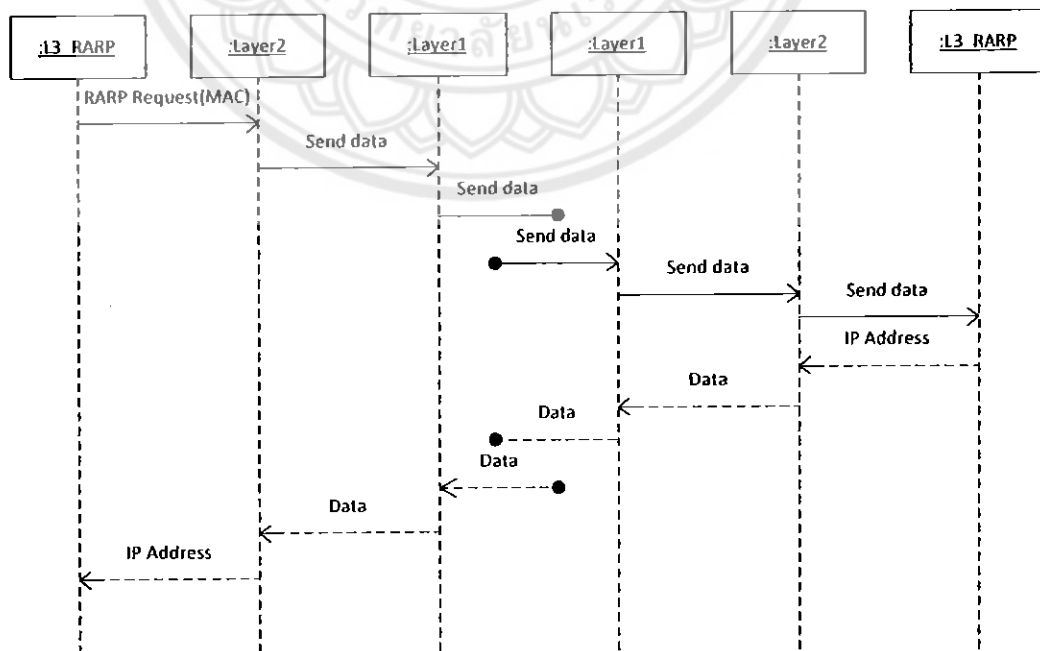 :L3_RARP
:Layer2
:Layer1
:Layer1
:Layer2
:L3_RARP
RARP Request(MAC)
Send data
Send data
Send data
Send data
Send data
IP Address
Data
Data
Data
Data
IP Address